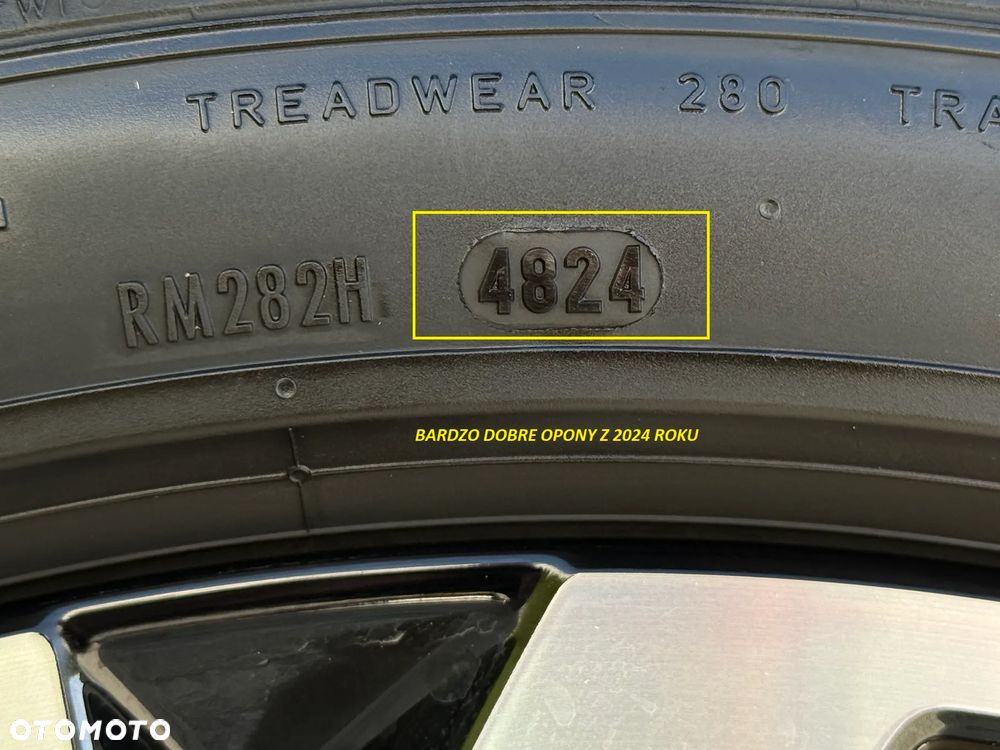 TREADWEAR 280 TRA
RM282H 4824
BARDZO DOBRE OPONY Z 2024 ROKU
OTOMOTO